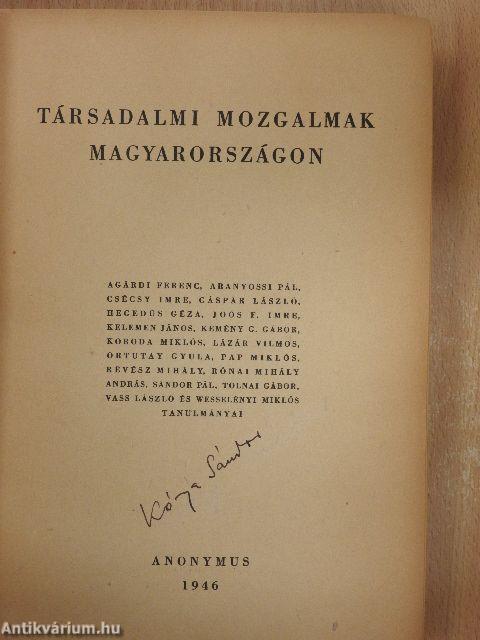 TÁRSADALMI MOZGALMAK
MAGYARORSZÁGON
AGÁRDI FERENC, ARANYOSSI PÁL,
CSÉCSY IMRE, GÁSPÁR LÁSZLÓ,
HEGEDŰS GÉZA, JOÓS F. IMRE,
KELEMEN JÁNOS, KEMÉNY G. GÁBOR,
KOBODA MIKLÓS, LÁZÁR VILMOS,
ORTUTAY GYULA, PAP MIKLÓS,
RÉVÉSZ MIHÁLY, RÓNAI MIHÁLY
ANDRÁS, SÁNDOR PÁL, TOLNAI GÁBOR,
VASS LÁSZLÓ ÉS WESSELÉNYI MIKLÓS
TANULMÁNYAI
Sándor
ANONYMUS
1946
Antikvárium.hu